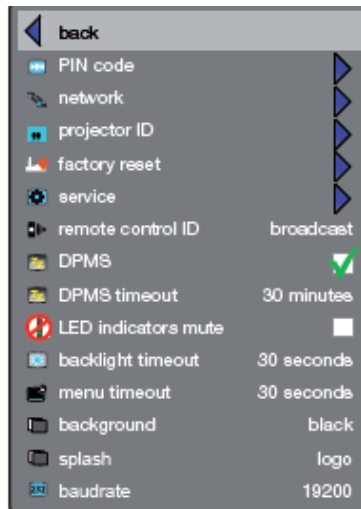 back
PIN code
network
projector ID
factory reset
service
remote control ID broadcast
DPMS
DPMS timeout 30 minutes
LED indicators mute
backlight timeout 30 seconds
menu timeout 30 seconds
background black
splash logo
baudrate 19200